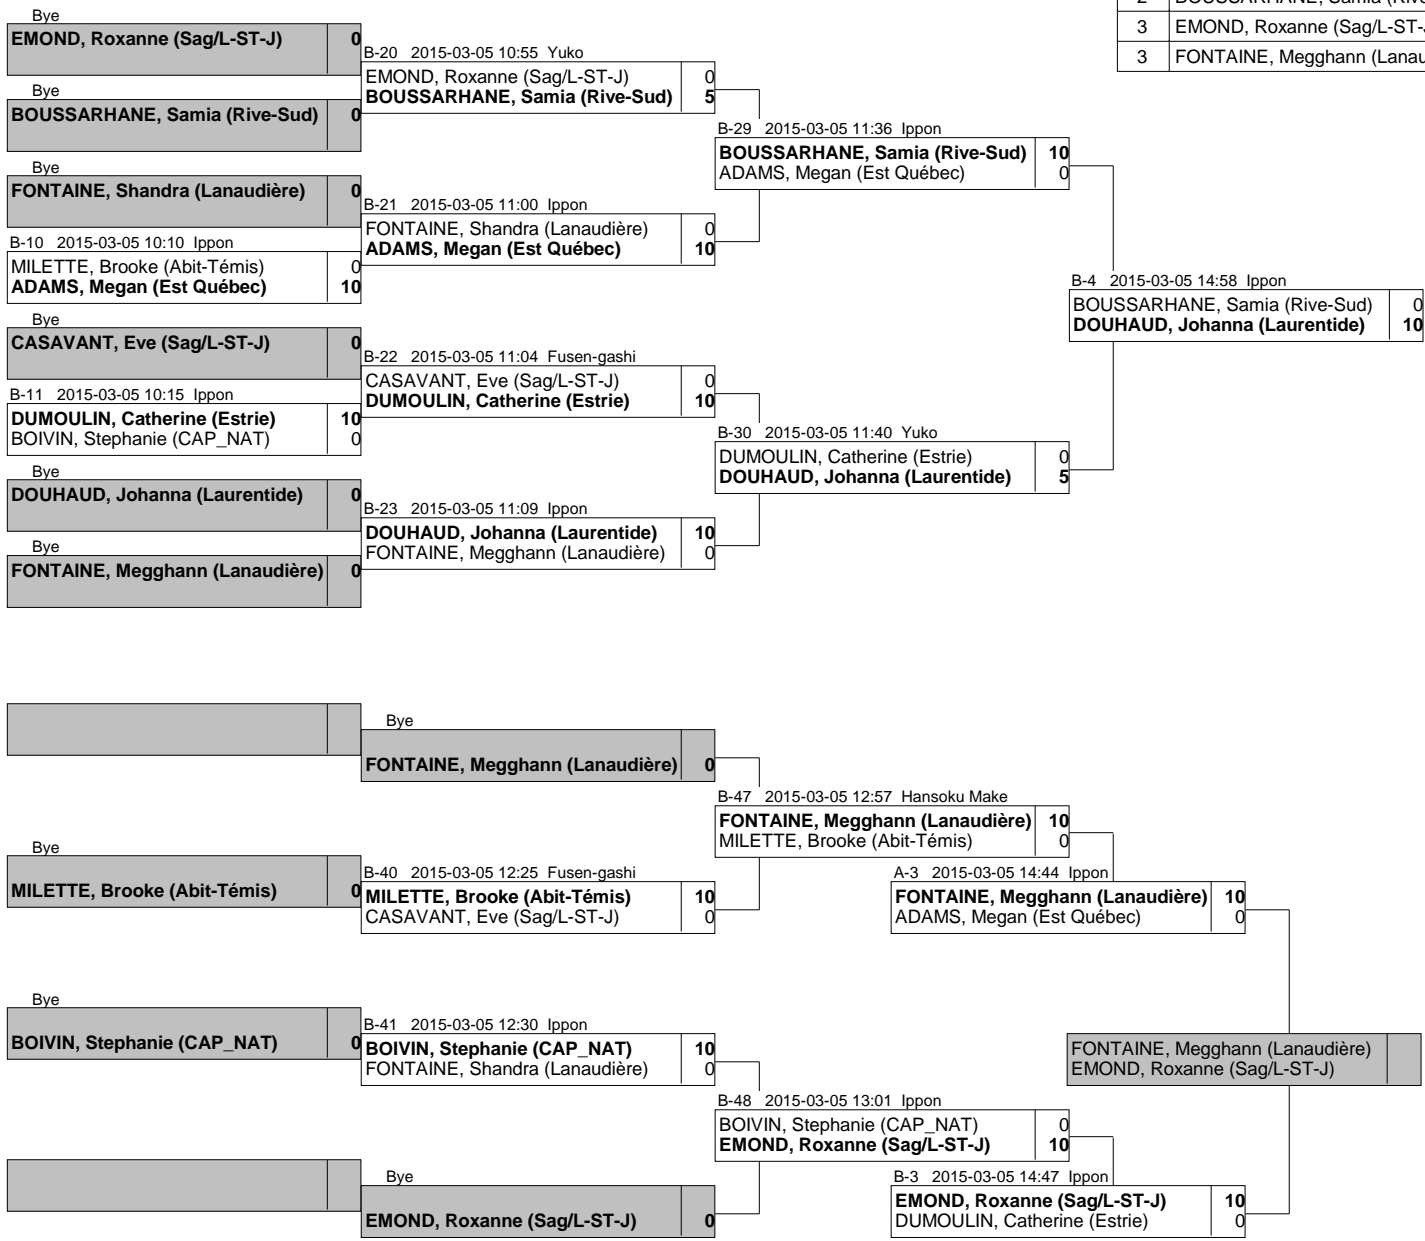 2 BOUSSARHANE, Samia (Rive
3 EMOND, Roxanne (Sag/L-ST-J
3 FONTAINE, Megghann (Lanau
Bye
EMOND, Roxanne (Sag/L-ST-J) 0
Bye
BOUSSARHANE, Samia (Rive-Sud) 0
Bye
FONTAINE, Shandra (Lanaudière) 0
B-10 2015-03-05 10:10 Ippon
MILETTE, Brooke (Abit-Témis) 0
ADAMS, Megan (Est Québec) 10
Bye
CASAVANT, Eve (Sag/L-ST-J) 0
B-11 2015-03-05 10:15 Ippon
DUMOULIN, Catherine (Estrie) 10
BOIVIN, Stephanie (CAP_NAT) 0
Bye
DOUHAUD, Johanna (Laurentide) 0
Bye
FONTAINE, Megghann (Lanaudière) 0
B-20 2015-03-05 10:55 Yuko
EMOND, Roxanne (Sag/L-ST-J) 0
BOUSSARHANE, Samia (Rive-Sud) 5
B-21 2015-03-05 11:00 Ippon
FONTAINE, Shandra (Lanaudière) 0
ADAMS, Megan (Est Québec) 10
B-22 2015-03-05 11:04 Fusen-gashi
CASAVANT, Eve (Sag/L-ST-J) 0
DUMOULIN, Catherine (Estrie) 10
B-23 2015-03-05 11:09 Ippon
DOUHAUD, Johanna (Laurentide) 10
FONTAINE, Megghann (Lanaudière) 0
B-29 2015-03-05 11:36 Ippon
BOUSSARHANE, Samia (Rive-Sud) 10
ADAMS, Megan (Est Québec) 0
B-30 2015-03-05 11:40 Yuko
DUMOULIN, Catherine (Estrie) 0
DOUHAUD, Johanna (Laurentide) 5
B-4 2015-03-05 14:58 Ippon
BOUSSARHANE, Samia (Rive-Sud) 0
DOUHAUD, Johanna (Laurentide) 10
Bye
MILETTE, Brooke (Abit-Témis) 0
Bye
BOIVIN, Stephanie (CAP_NAT) 0
Bye
FONTAINE, Megghann (Lanaudière) 0
B-40 2015-03-05 12:25 Fusen-gashi
MILETTE, Brooke (Abit-Témis) 10
CASAVANT, Eve (Sag/L-ST-J) 0
B-41 2015-03-05 12:30 Ippon
BOIVIN, Stephanie (CAP_NAT) 10
FONTAINE, Shandra (Lanaudière) 0
Bye
EMOND, Roxanne (Sag/L-ST-J) 0
B-47 2015-03-05 12:57 Hansoku Make
FONTAINE, Megghann (Lanaudière) 10
MILETTE, Brooke (Abit-Témis) 0
B-48 2015-03-05 13:01 Ippon
BOIVIN, Stephanie (CAP_NAT) 0
EMOND, Roxanne (Sag/L-ST-J) 10
A-3 2015-03-05 14:44 Ippon
FONTAINE, Megghann (Lanaudière) 10
ADAMS, Megan (Est Québec) 0
B-3 2015-03-05 14:47 Ippon
EMOND, Roxanne (Sag/L-ST-J) 10
DUMOULIN, Catherine (Estrie) 0
FONTAINE, Megghann (Lanaudière)
EMOND, Roxanne (Sag/L-ST-J)